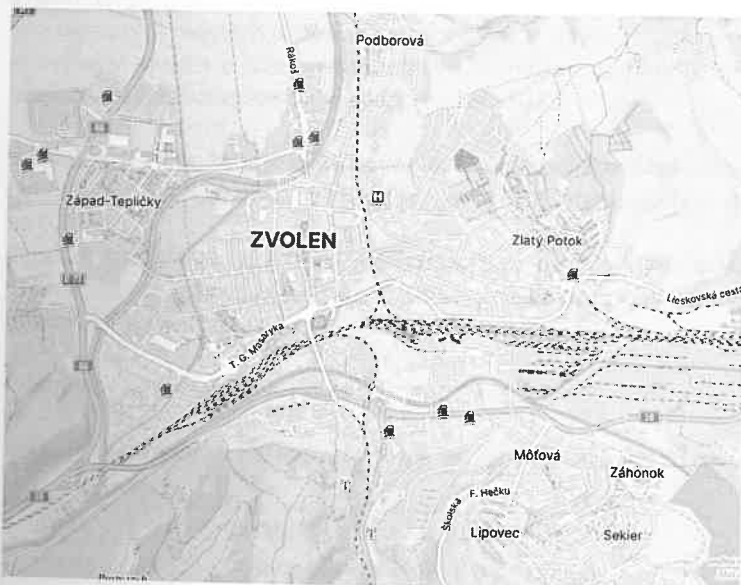 Podborová
Rákoš
Západ-Tepličky
ZVOLEN
Zlatý Potok
Lieskovská cesta
T. G. Masaryka
Môťová
Záhonok
F. Hečku
Školská
Lipovec
Sekier